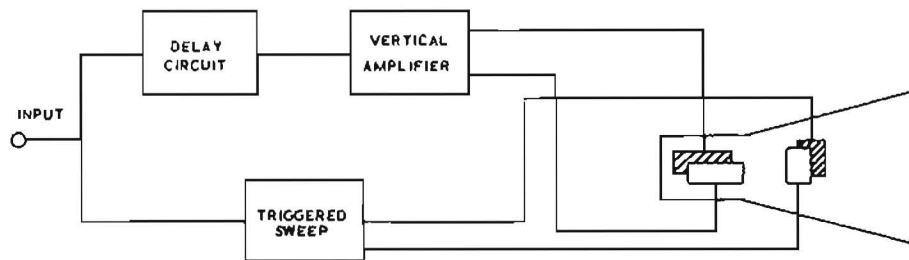 DELAY
CIRCUIT
VERTICAL
AMPLIFIER
INPUT
TRIGGERED
SWEEP